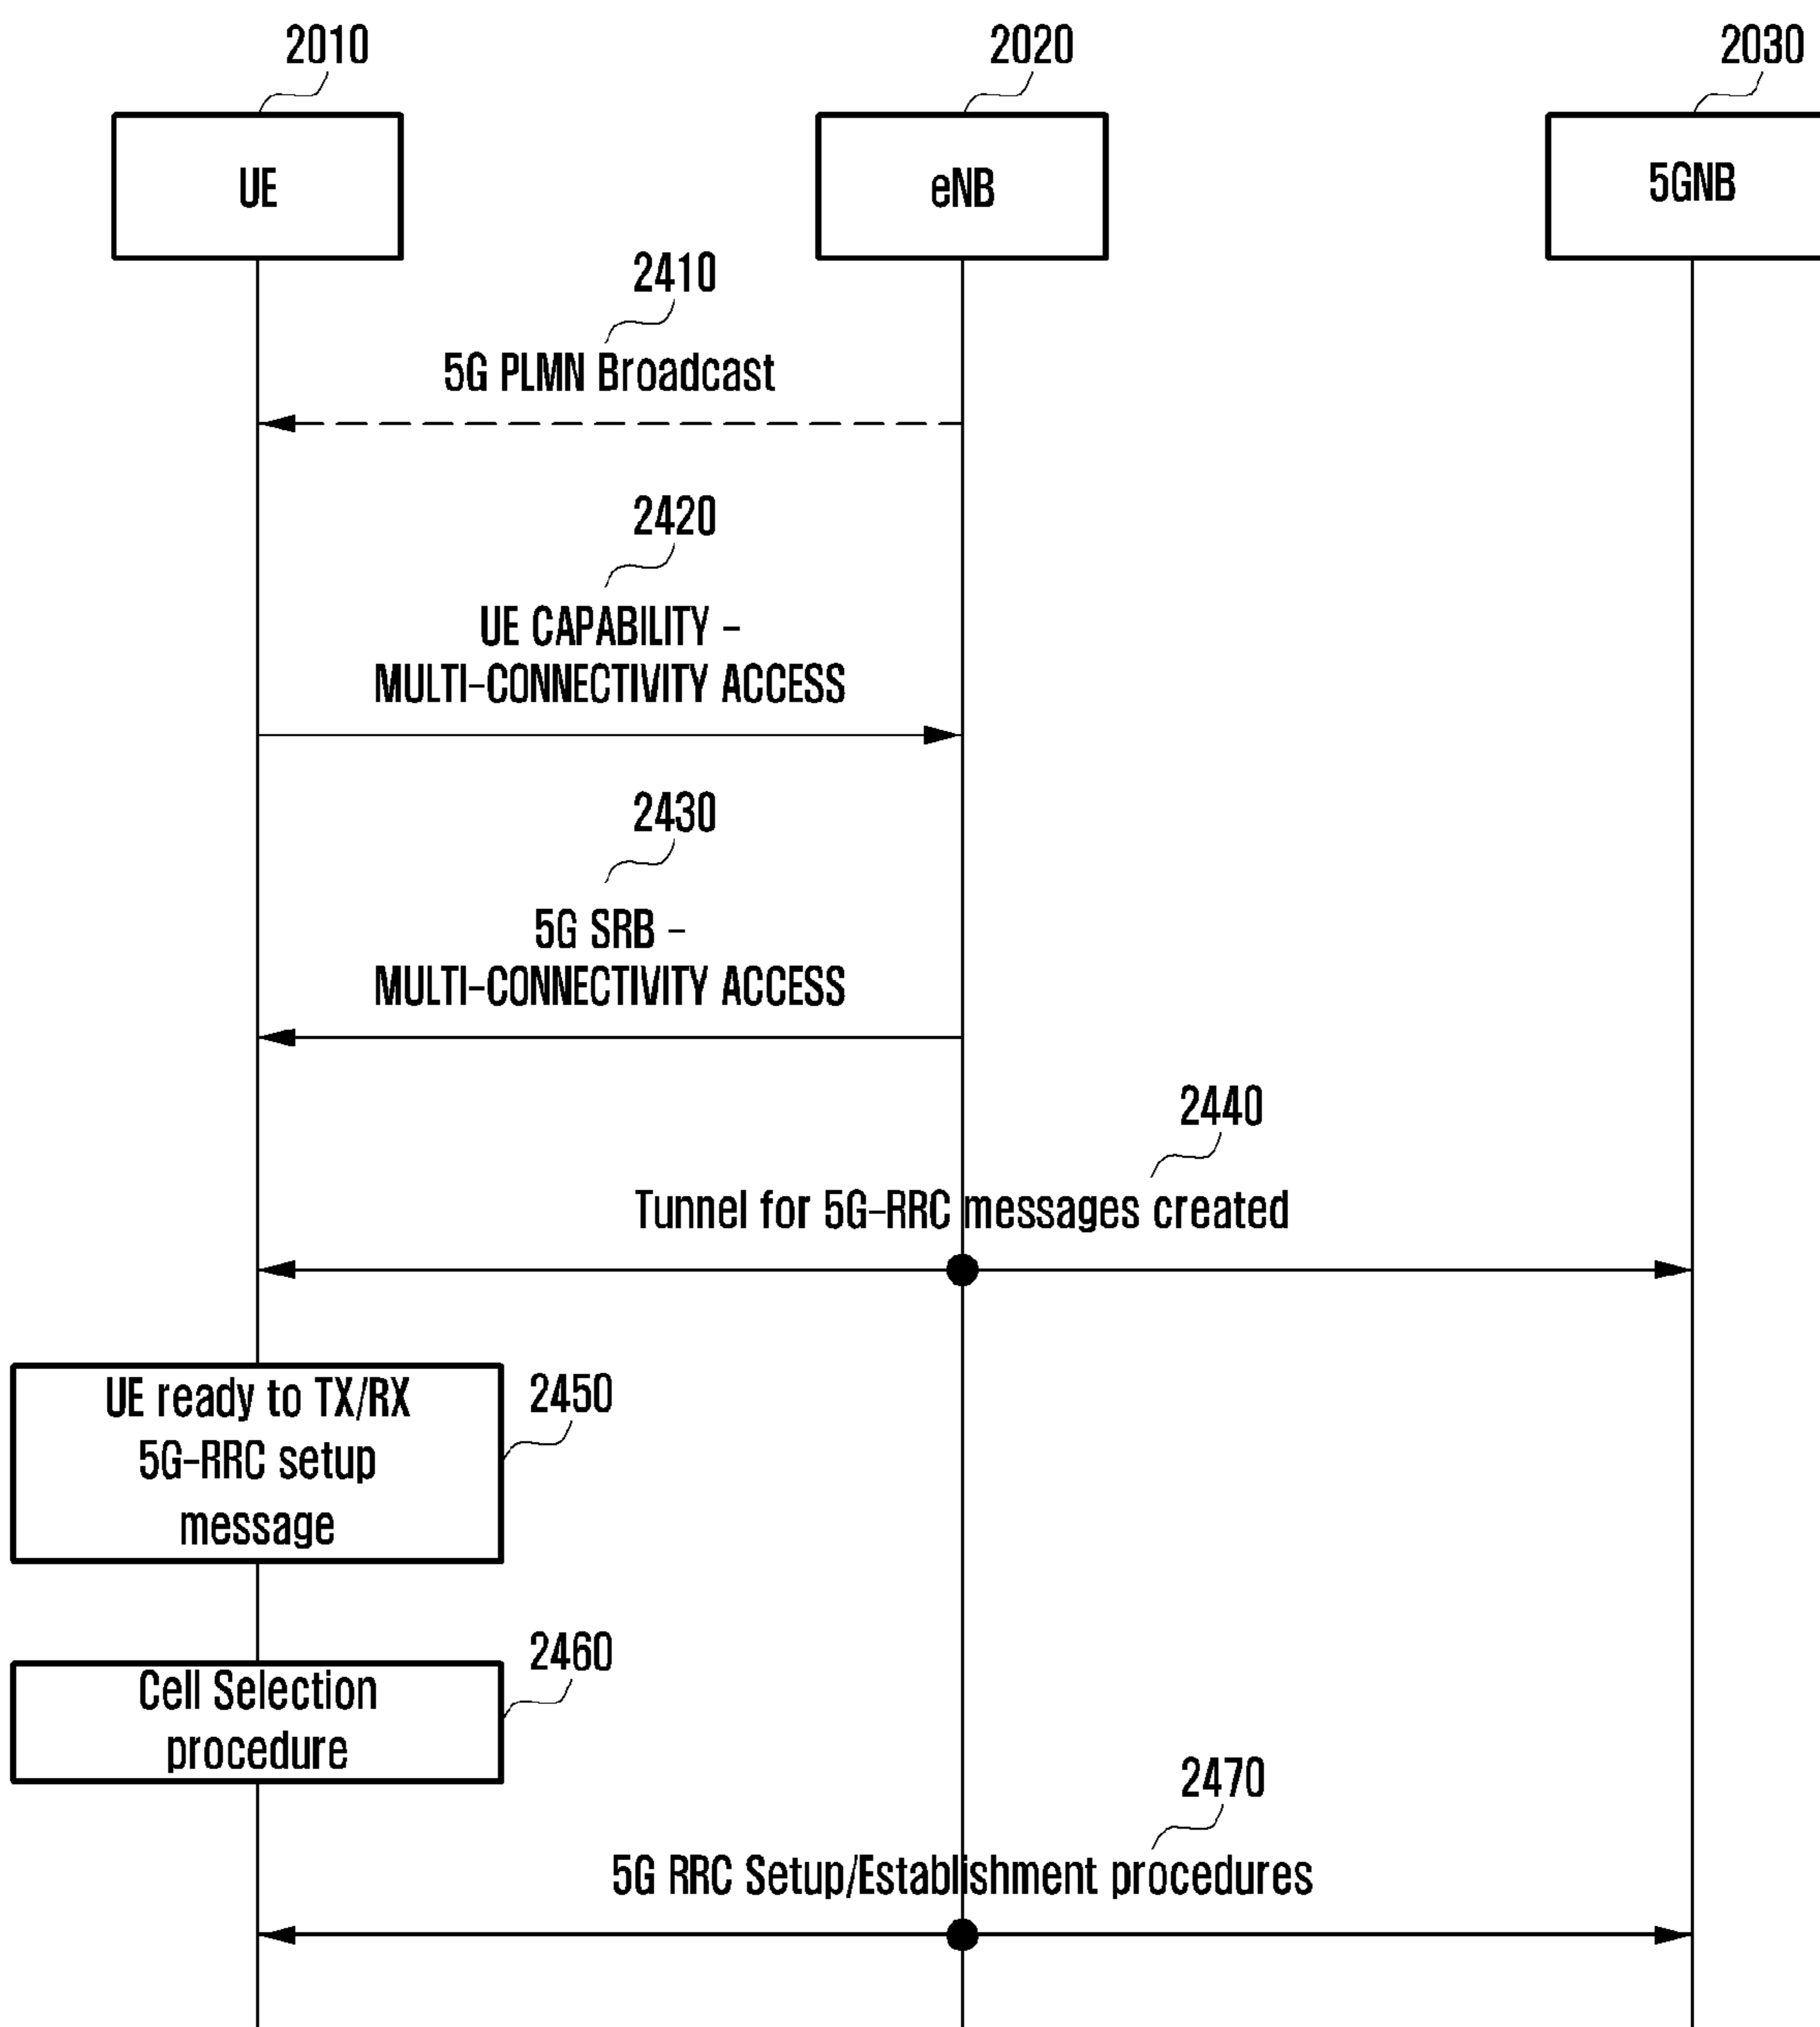 2010
2020
2030
UE
eNB
5GNB
2410
5G PLMN Broadcast
2420
UE CAPABILITY –
MULTI–CONNECTIVITY ACCESS
2430
5G SRB –
MULTI–CONNECTIVITY ACCESS
2440
Tunnel for 5G–RRC messages created
UE ready to TX/RX
5G–RRC setup
message
2450
Cell Selection
procedure
2460
2470
5G RRC Setup/Establishment procedures